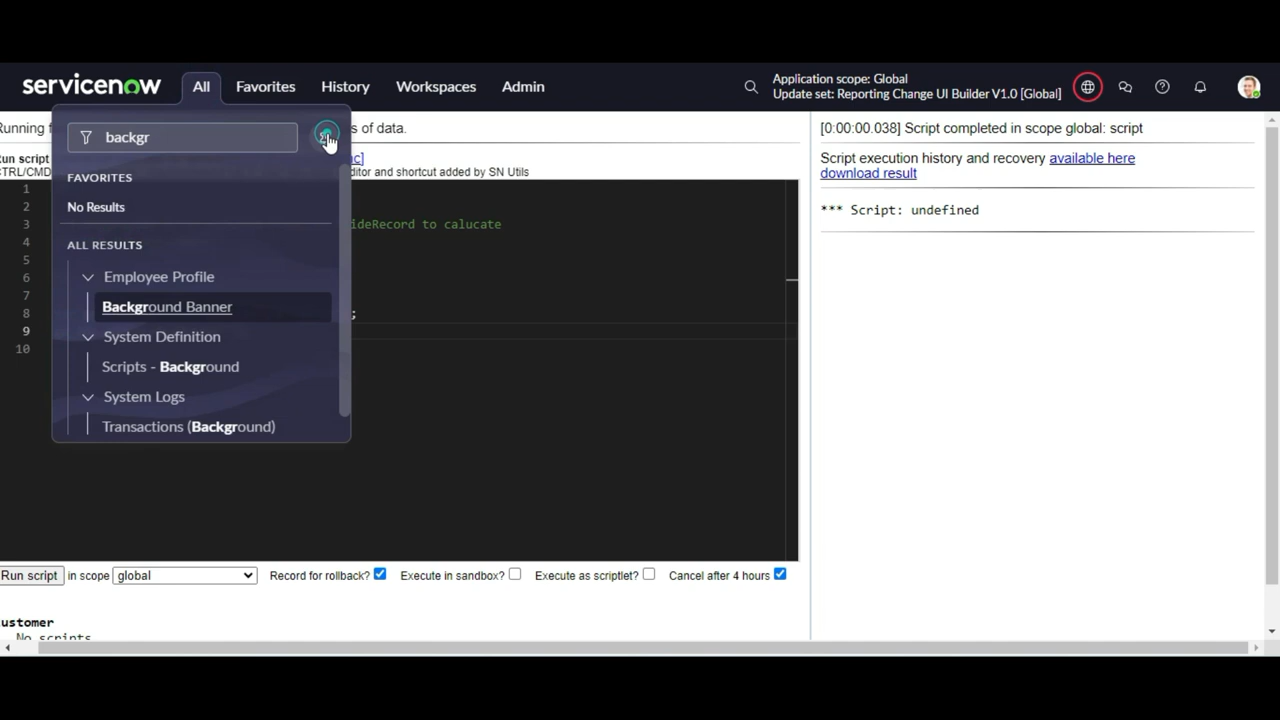 servicenow
All
Favorites
History
Workspaces
Admin
Application scope: Global
Update set: Reporting Change UI Builder V1.0 [Global]
backgr
FAVORITES
No Results
ALL RESULTS
Employee Profile
Background Banner
System Definition
Scripts - Background
System Logs
Transactions (Background)
Running
s of data.
un script
nc]
CTRL/CMD
ditor and shortcut added by SN Utils
1
2
3
ideRecord to calucate
4
5
6
7
8
;
9
10
Run script
in scope
global
Record for rollback?
Execute in sandbox?
Execute as scriptlet?
Cancel after 4 hours
ustomer
No scripts
[0:00:00.038] Script completed in scope global: script
Script execution history and recovery available here
download result
*** Script: undefined